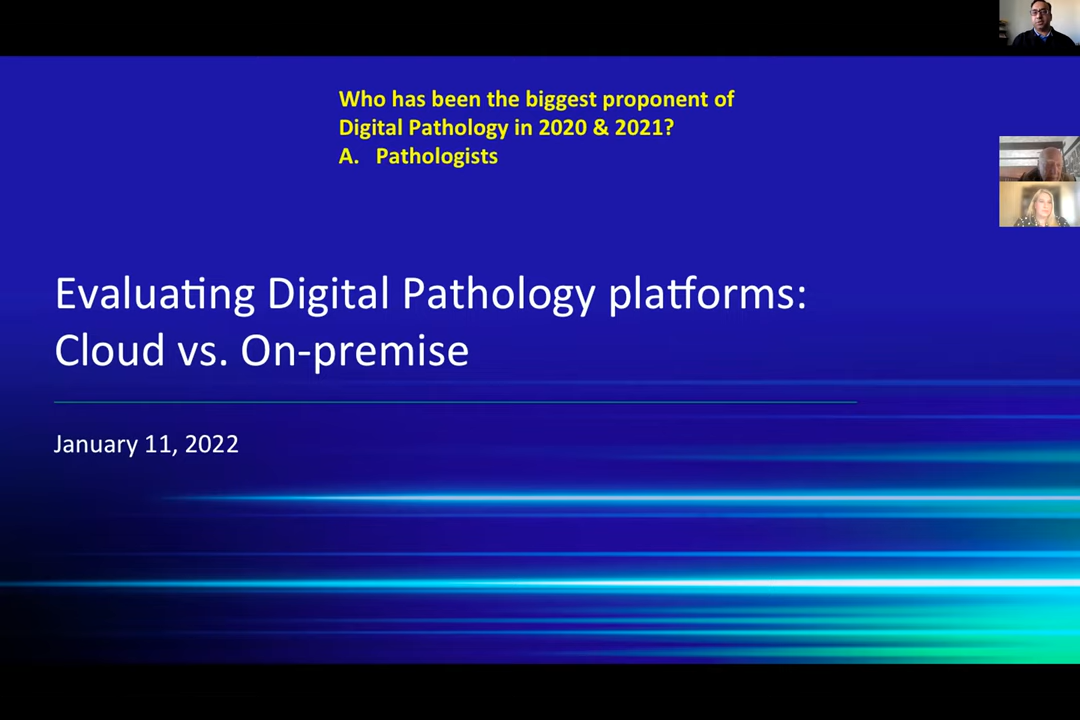 Who has been the biggest proponent of
Digital Pathology in 2020 & 2021?
A. Pathologists
Evaluating Digital Pathology platforms:
Cloud vs. On-premise
January 11, 2022